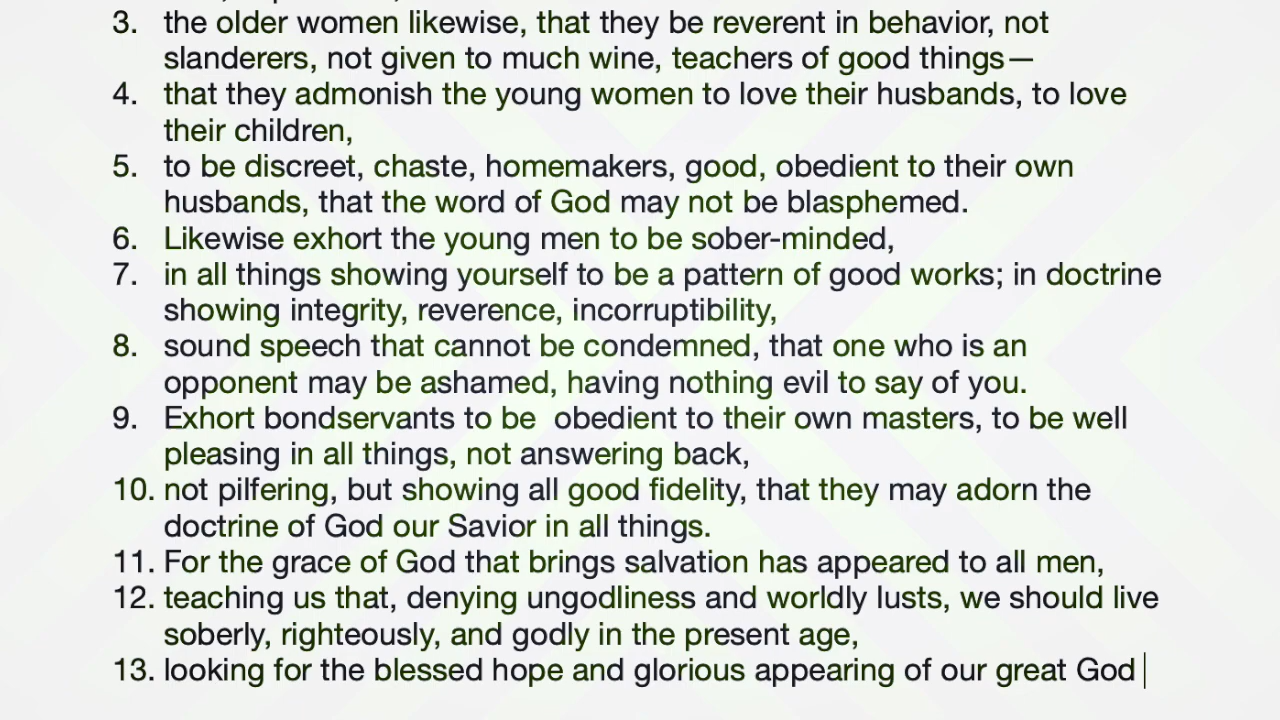 3. the older women likewise, that they be reverent in behavior, not
slanderers, not given to much wine, teachers of good things—
4. that they admonish the young women to love their husbands, to love
their children,
5. to be discreet, chaste, homemakers, good, obedient to their own
husbands, that the word of God may not be blasphemed.
6. Likewise exhort the young men to be sober-minded,
7. in all things showing yourself to be a pattern of good works; in doctrine
showing integrity, reverence, incorruptibility,
8. sound speech that cannot be condemned, that one who is an
opponent may be ashamed, having nothing evil to say of you.
9. Exhort bondservants to be  obedient to their own masters, to be well
pleasing in all things, not answering back,
10. not pilfering, but showing all good fidelity, that they may adorn the
doctrine of God our Savior in all things.
11. For the grace of God that brings salvation has appeared to all men,
12. teaching us that, denying ungodliness and worldly lusts, we should live
soberly, righteously, and godly in the present age,
13. looking for the blessed hope and glorious appearing of our great God